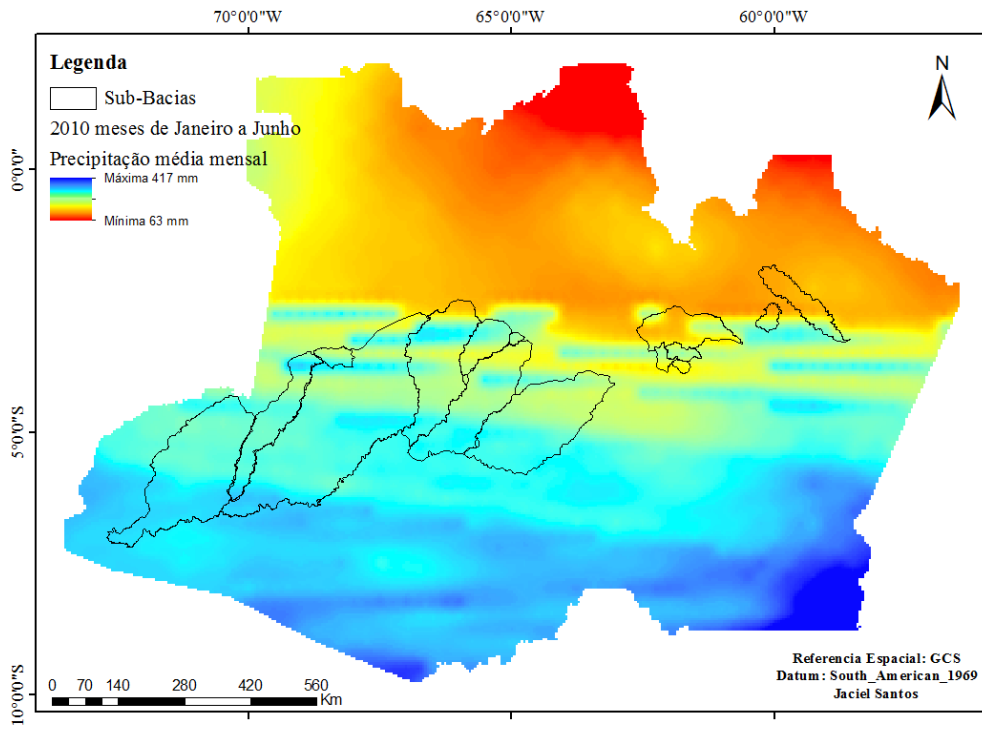 70°0'0"W 65°0'0"W 60°0'0"W
Legenda
Sub-Bacias
2010 meses de Janeiro a Junho
Precipitação média mensal
Máxima 417 mm
Mínima 63 mm
N
0°0'0"
5°0'0"S
10°0'0"S
0 70 140 280 420 560
Km
Referencia Espacial: GCS
Datum: South_American_1969
Jaciel Santos